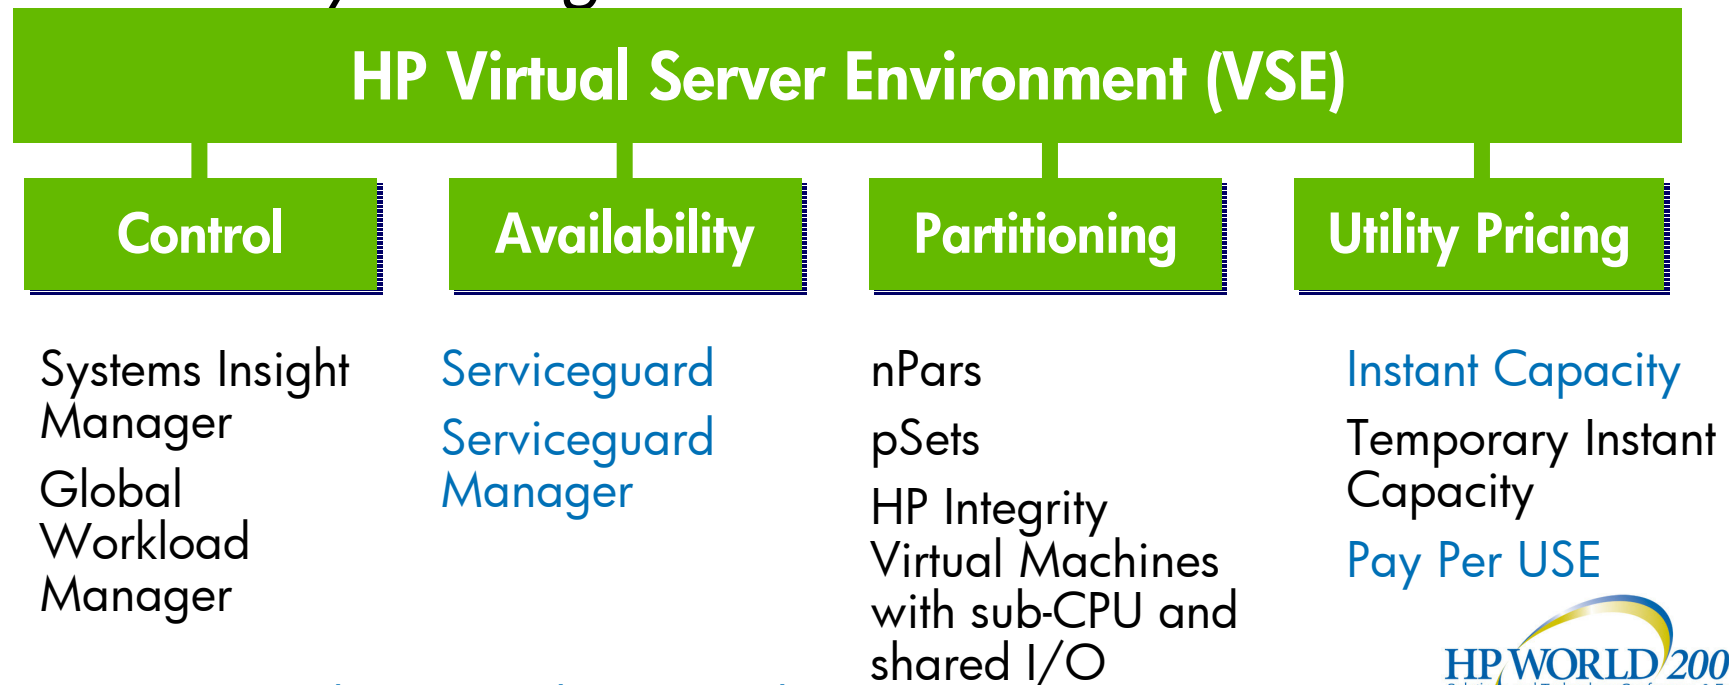 HP Virtual Server Environment (VSE)
Control
Availability
Partitioning
Utility Pricing
Systems Insight
Manager
Global
Workload
Manager
Serviceguard
Serviceguard
Manager
nPars
pSets
HP Integrity
Virtual Machines
with sub-CPU and
shared I/O
Instant Capacity
Temporary Instant
Capacity
Pay Per USE
HP WORLD 200